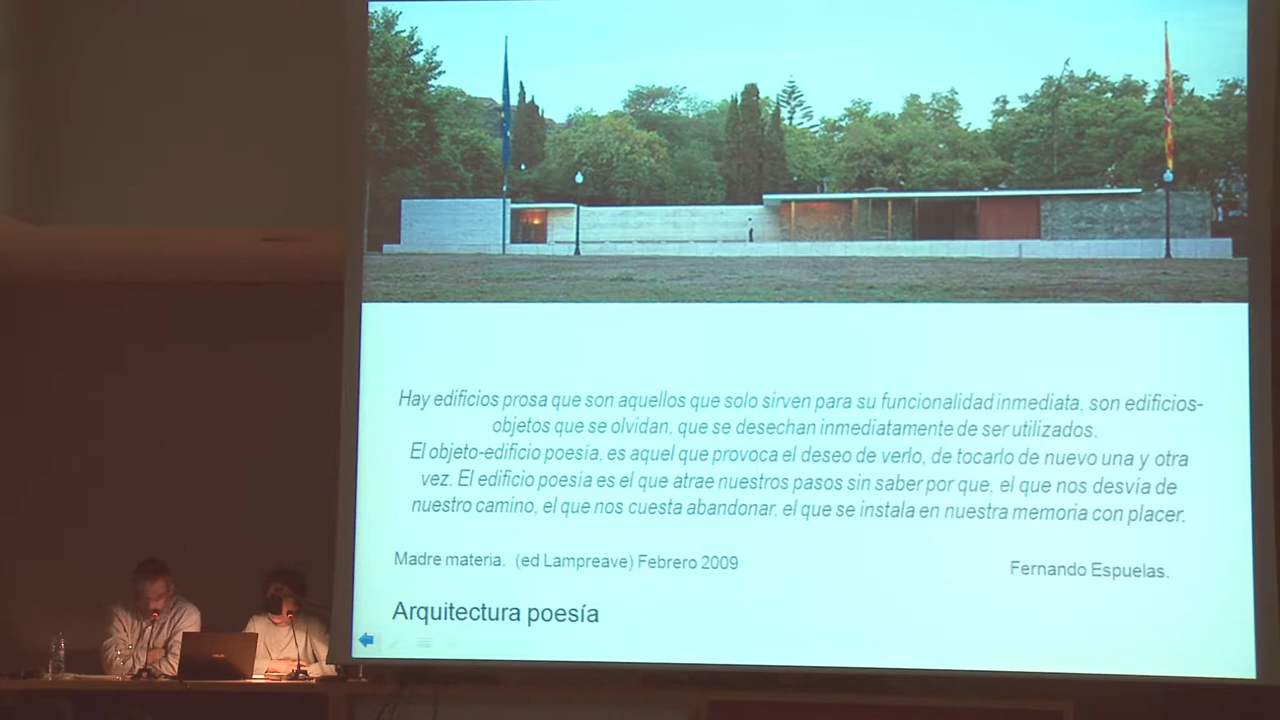 Hay edificios prosa que son aquellos que solo sirven para su funcionalidad inmediata, son edificios-
objetos que se olvidan, que se desechan inmediatamente de ser utilizados.
El objeto-edificio poesia, es aquel que provoca el deseo de verlo, de tocarlo de nuevo una y otra
vez. El edificio poesia es el que atrae nuestros pasos sin saber por que, el que nos desvia de
nuestro camino, el que nos cuesta abandonar, el que se instala en nuestra memoria con placer.
Madre materia. (ed Lampreave) Febrero 2009
Fernando Espuelas.
Arquitectura poesía